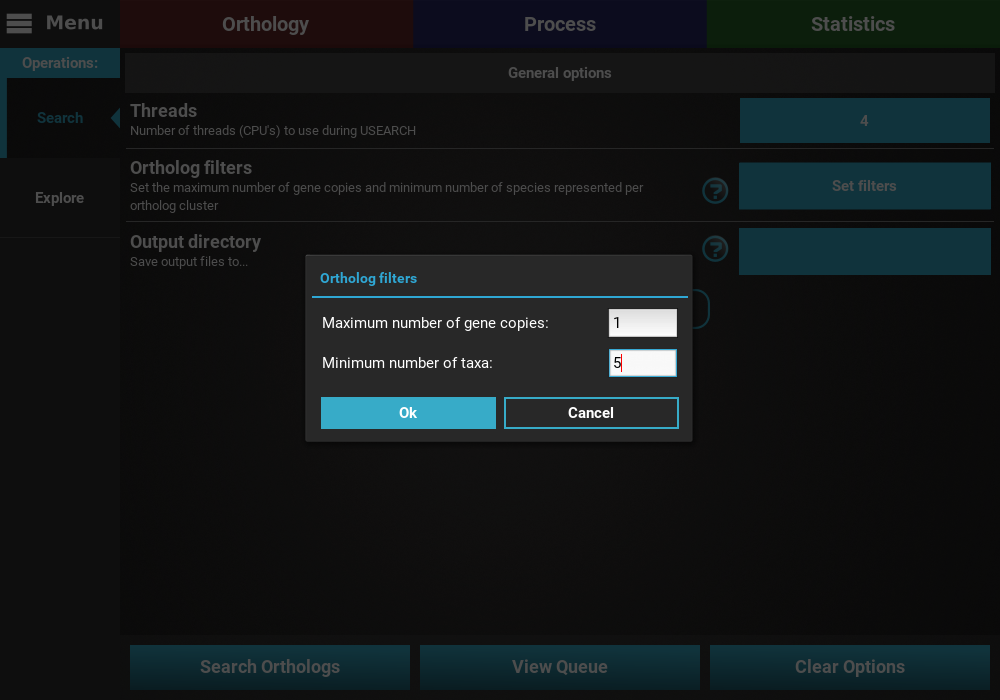 Menu
Orthology
Process
Statistics
Operations:
General options
Search
Threads
Number of threads (CPU's) to use during USEARCH
4
Explore
Ortholog filters
Set the maximum number of gene copies and minimum number of species represented per
ortholog cluster
?
Set filters
Output directory
Save output files to...
?
Ortholog filters
Maximum number of gene copies:
1
Minimum number of taxa:
5
Ok
Cancel
Search Orthologs
View Queue
Clear Options